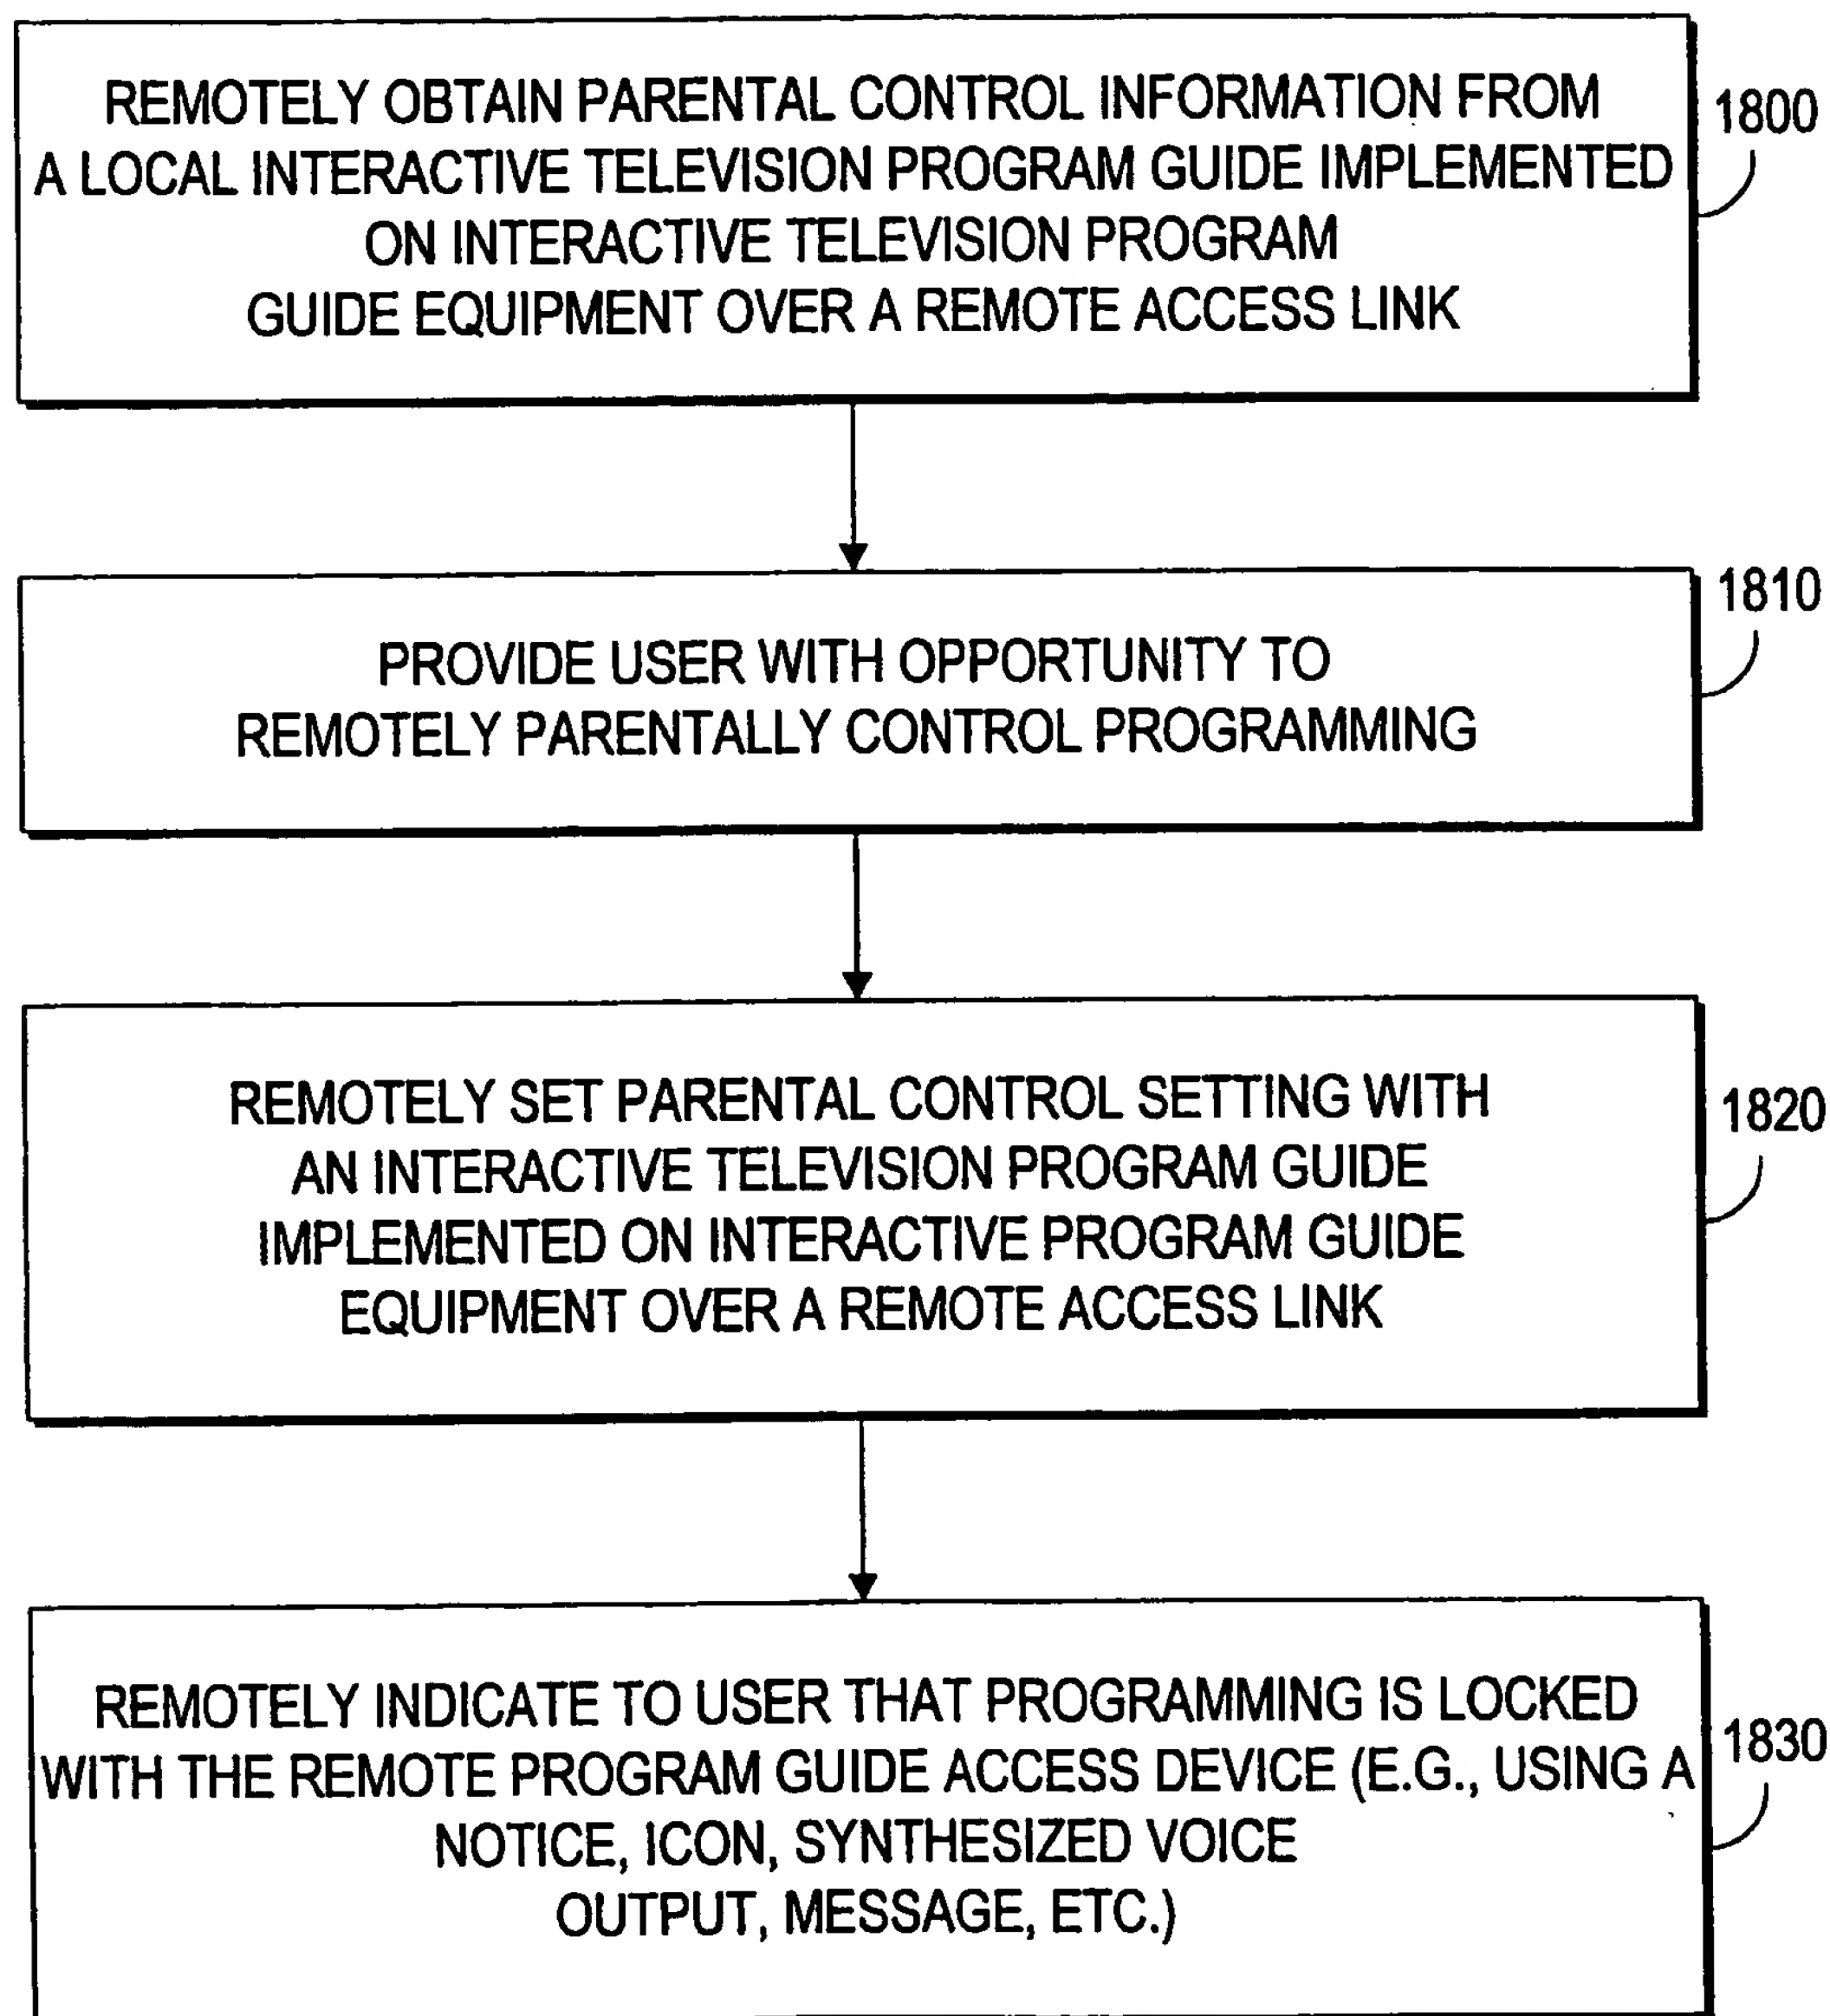 REMOTELY OBTAIN PARENTAL CONTROL INFORMATION FROM
A LOCAL INTERACTIVE TELEVISION PROGRAM GUIDE IMPLEMENTED
ON INTERACTIVE TELEVISION PROGRAM
GUIDE EQUIPMENT OVER A REMOTE ACCESS LINK
1800
PROVIDE USER WITH OPPORTUNITY TO
REMOTELY PARENTALLY CONTROL PROGRAMMING
1810
REMOTELY SET PARENTAL CONTROL SETTING WITH
AN INTERACTIVE TELEVISION PROGRAM GUIDE
IMPLEMENTED ON INTERACTIVE PROGRAM GUIDE
EQUIPMENT OVER A REMOTE ACCESS LINK
1820
REMOTELY INDICATE TO USER THAT PROGRAMMING IS LOCKED
WITH THE REMOTE PROGRAM GUIDE ACCESS DEVICE (E.G., USING A
NOTICE, ICON, SYNTHESIZED VOICE
OUTPUT, MESSAGE, ETC.)
1830